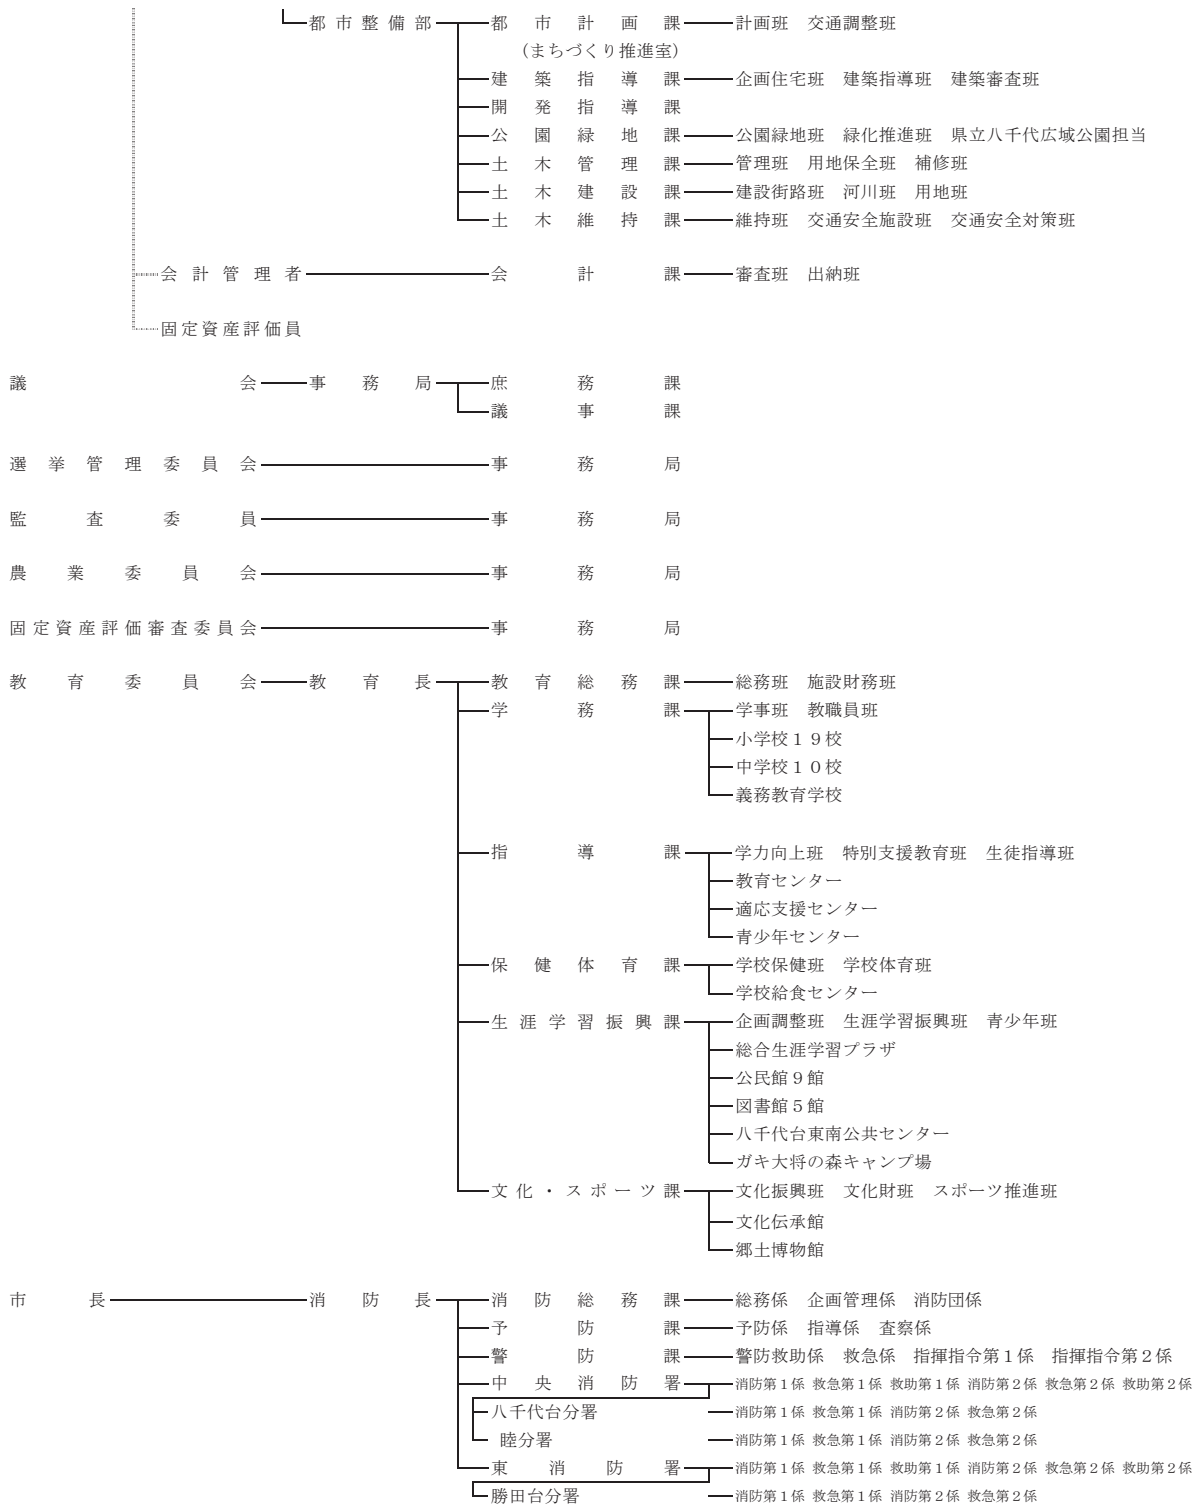 都市整備部 都市計画課 計画班 交通調整班
（まちづくり推進室）
建築指導課 企画住宅班 建築指導班 建築審査班
開発指導課
公園緑地課 公園緑地班 緑化推進班 県立八千代広域公園担当
土木管理課 管理班 用地保全班 補修班
土木建設課 建設街路班 河川班 用地班
土木維持課 維持班 交通安全施設班 交通安全対策班
会計管理者 会計課 審査班 出納班
固定資産評価員
議会 事務局 庶務課
議事課
選挙管理委員会 事務局
監査委員 事務局
農業委員会 事務局
固定資産評価審査委員会 事務局
教育委員会 教育長 教育総務課 総務班 施設財務班
学務課 学事班 教職員班
小学校１９校
中学校１０校
義務教育学校
指導課 学力向上班 特別支援教育班 生徒指導班
教育センター
適応支援センター
青少年センター
保健体育課 学校保健班 学校体育班
学校給食センター
生涯学習振興課 企画調整班 生涯学習振興班 青少年班
総合生涯学習プラザ
公民館９館
図書館５館
八千代台東南公共センター
ガキ大将の森キャンプ場
文化・スポーツ課 文化振興班 文化財班 スポーツ推進班
文化伝承館
郷土博物館
市長 消防長 消防総務課 総務係 企画管理係 消防団係
予防課 予防係 指導係 査察係
警防課 警防救助係 救急係 指揮指令第１係 指揮指令第２係
中央消防署 消防第１係 救急第１係 救助第１係 消防第２係 救急第２係 救助第２係
八千代台分署 消防第１係 救急第１係 消防第２係 救急第２係
睦分署 消防第１係 救急第１係 消防第２係 救急第２係
東消防署 消防第１係 救急第１係 救助第１係 消防第２係 救急第２係 救助第２係
勝田台分署 消防第１係 救急第１係 消防第２係 救急第２係